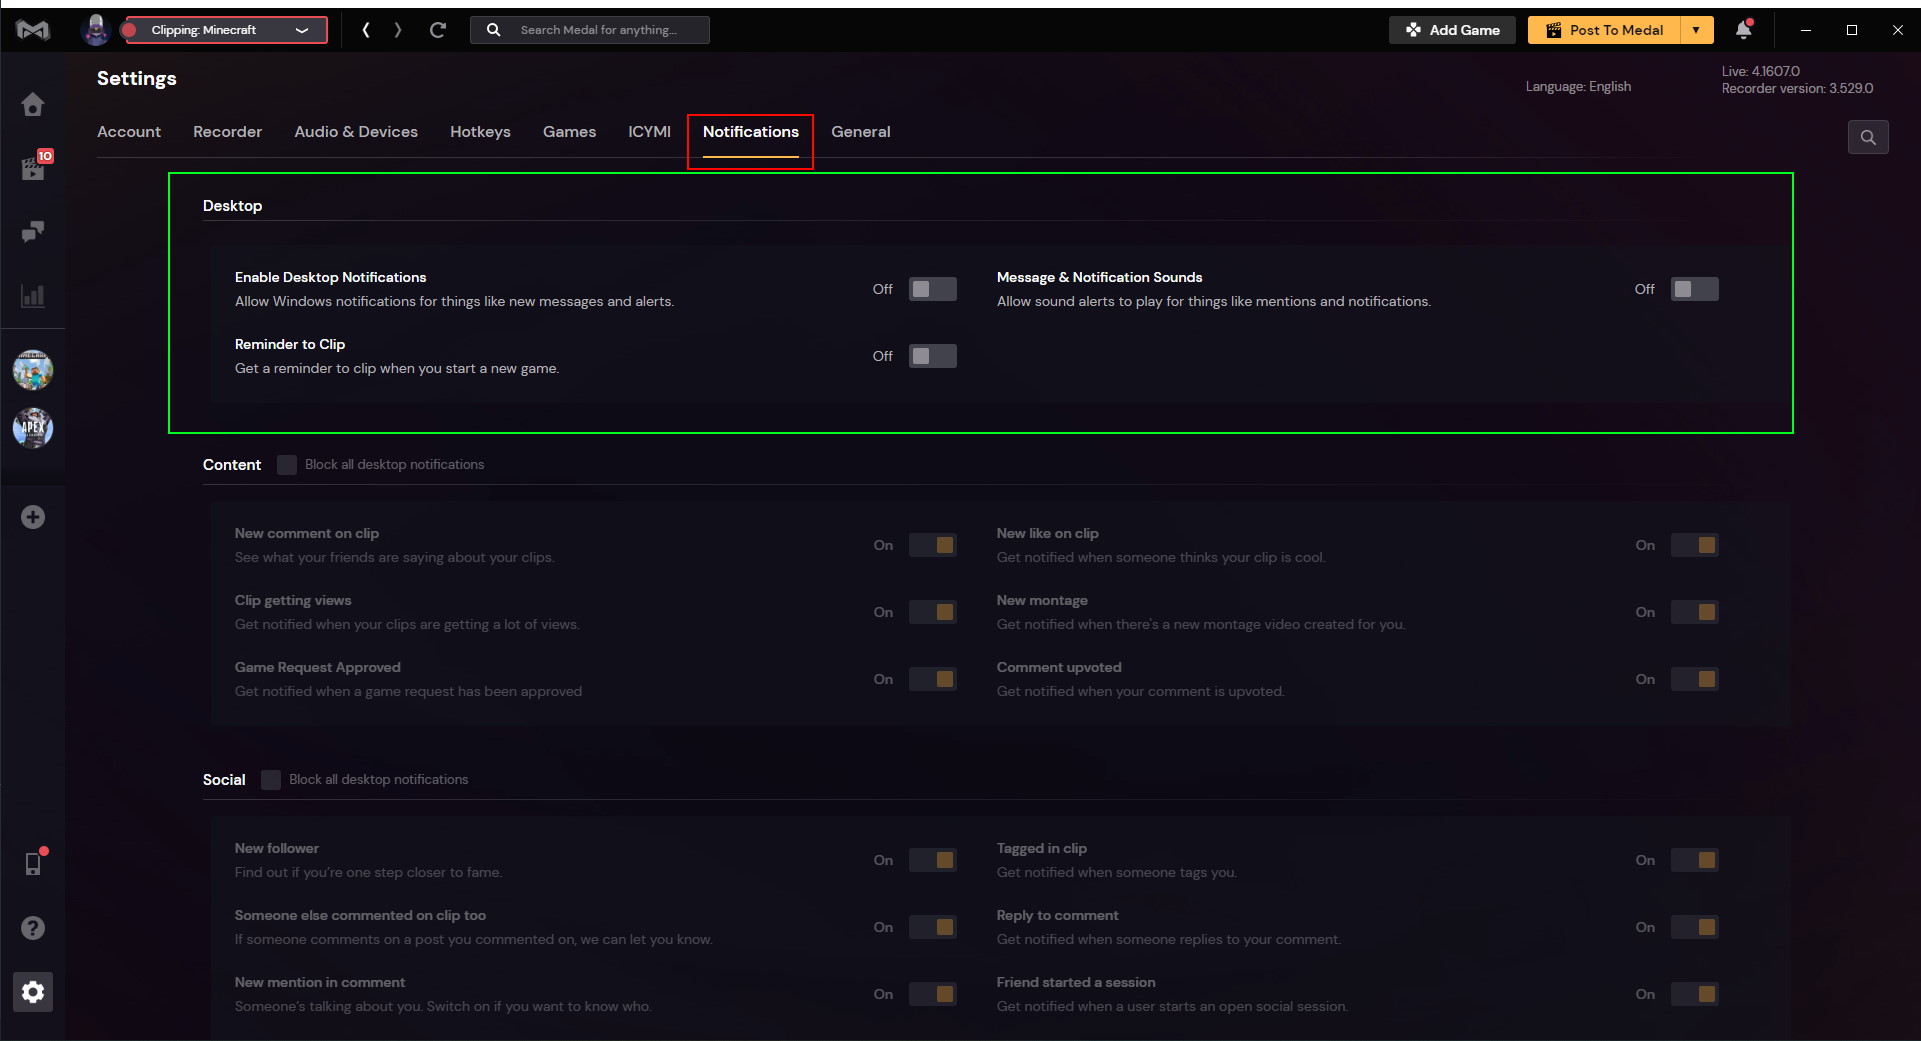 Clipping: Minecraft
Search Medal for anything...
Add Game
Post To Medal
Settings
Language: English
Live: 4.1607.0
Recorder version: 3.529.0
Account
Recorder
Audio & Devices
Hotkeys
Games
ICYMI
Notifications
General
10
Desktop
Enable Desktop Notifications
Allow Windows notifications for things like new messages and alerts.
Off
Message & Notification Sounds
Allow sound alerts to play for things like mentions and notifications.
Off
Reminder to Clip
Get a reminder to clip when you start a new game.
Off
APEX
Content
Block all desktop notifications
New comment on clip
See what your friends are saying about your clips.
On
New like on clip
Get notified when someone thinks your clip is cool.
On
Clip getting views
Get notified when your clips are getting a lot of views.
On
New montage
Get notified when there's a new montage video created for you.
On
Game Request Approved
Get notified when a game request has been approved
On
Comment upvoted
Get notified when your comment is upvoted.
On
Social
Block all desktop notifications
New follower
Find out if you're one step closer to fame.
On
Tagged in clip
Get notified when someone tags you.
On
Someone else commented on clip too
If someone comments on a post you commented on, we can let you know.
On
Reply to comment
Get notified when someone replies to your comment.
On
New mention in comment
Someone's talking about you. Switch on if you want to know who.
On
Friend started a session
Get notified when a user starts an open social session.
On